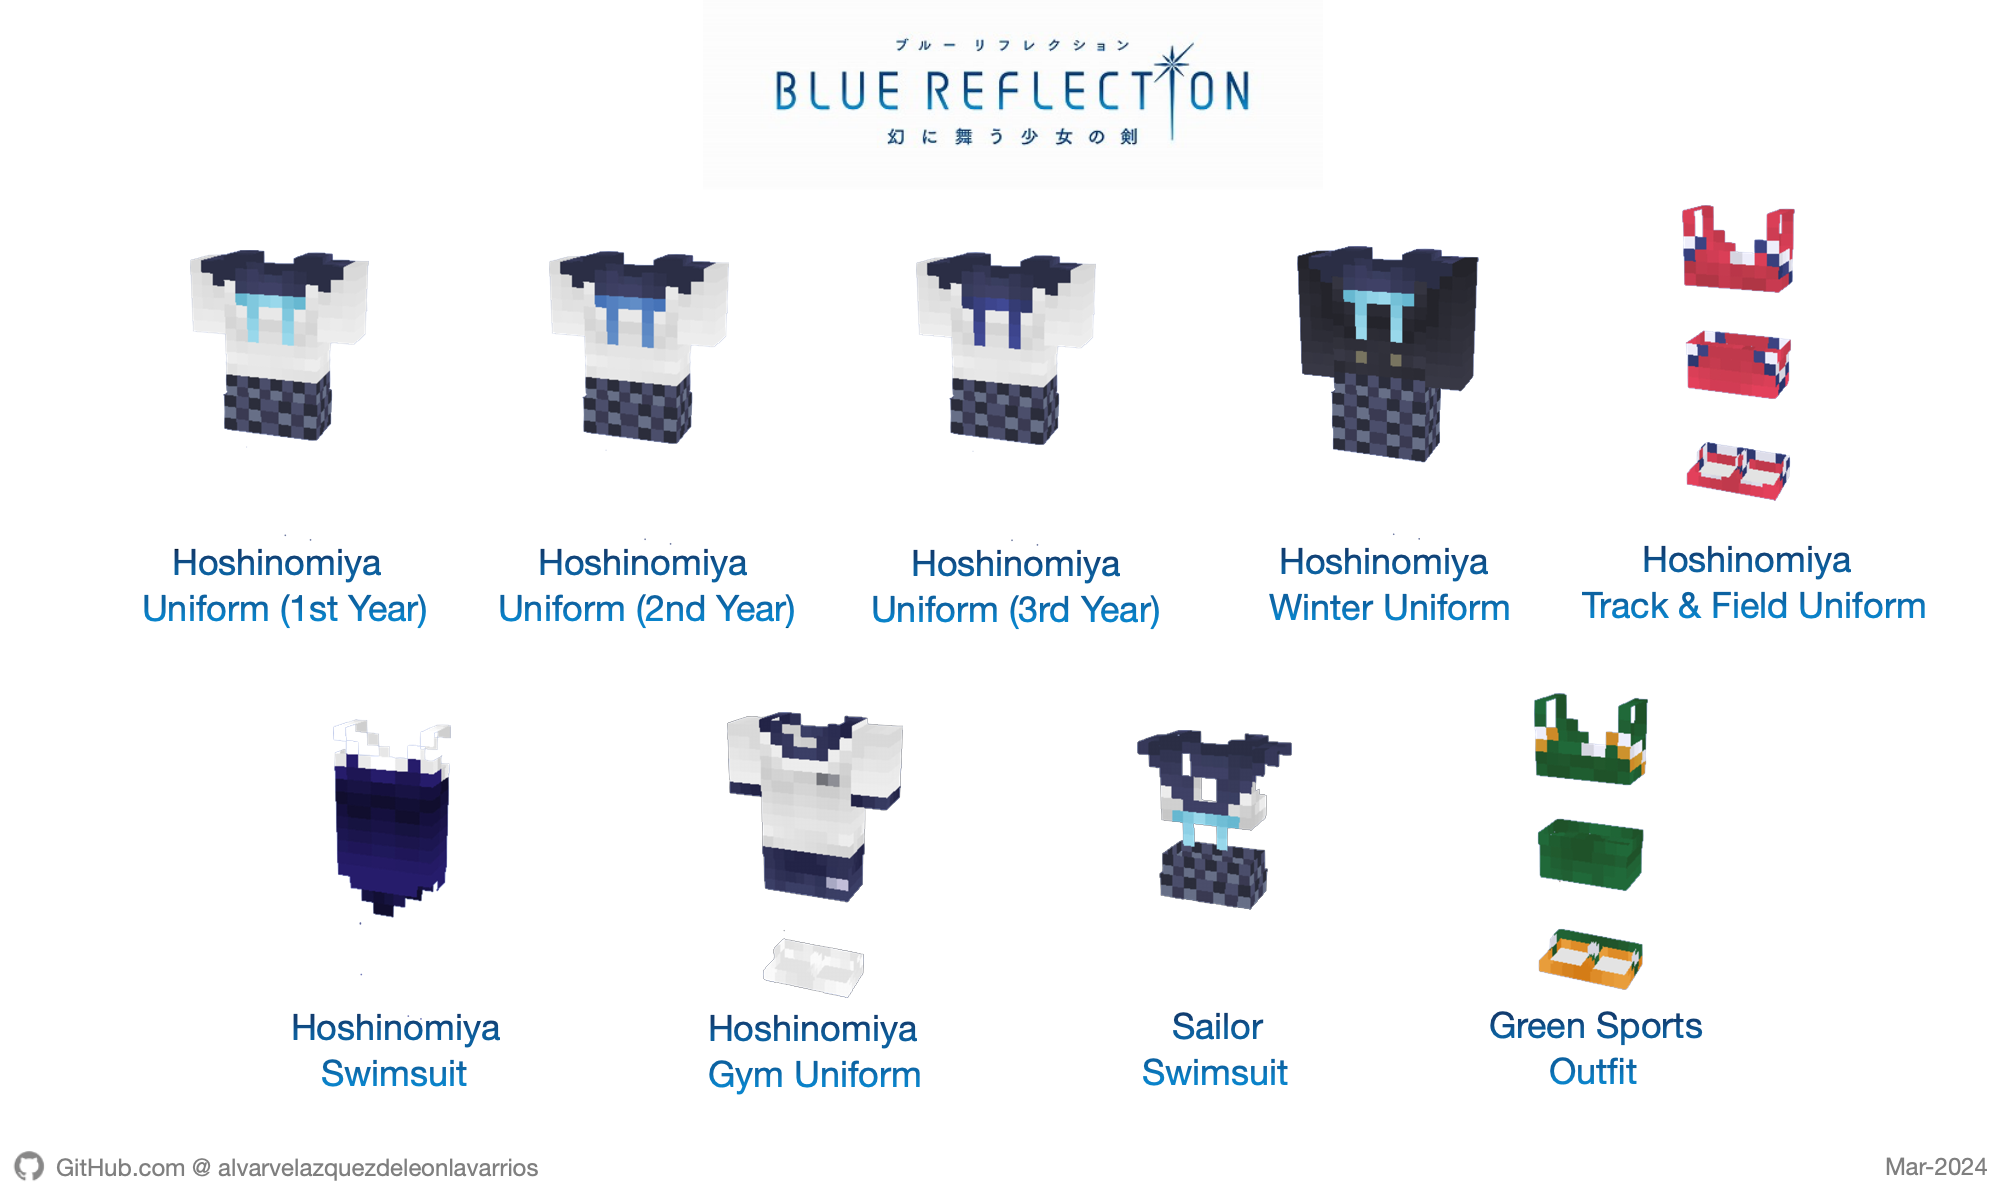 ブルー リフレクション
BLUE REFLECTION
幻に舞う少女の剣
Hoshinomiya
Uniform (1st Year)
Hoshinomiya
Uniform (2nd Year)
Hoshinomiya
Uniform (3rd Year)
Hoshinomiya
Winter Uniform
Hoshinomiya
Track & Field Uniform
Hoshinomiya
Swimsuit
Hoshinomiya
Gym Uniform
Sailor
Swimsuit
Green Sports
Outfit
GitHub.com @ alvarvelazquezdeleonlavarrios
Mar-2024